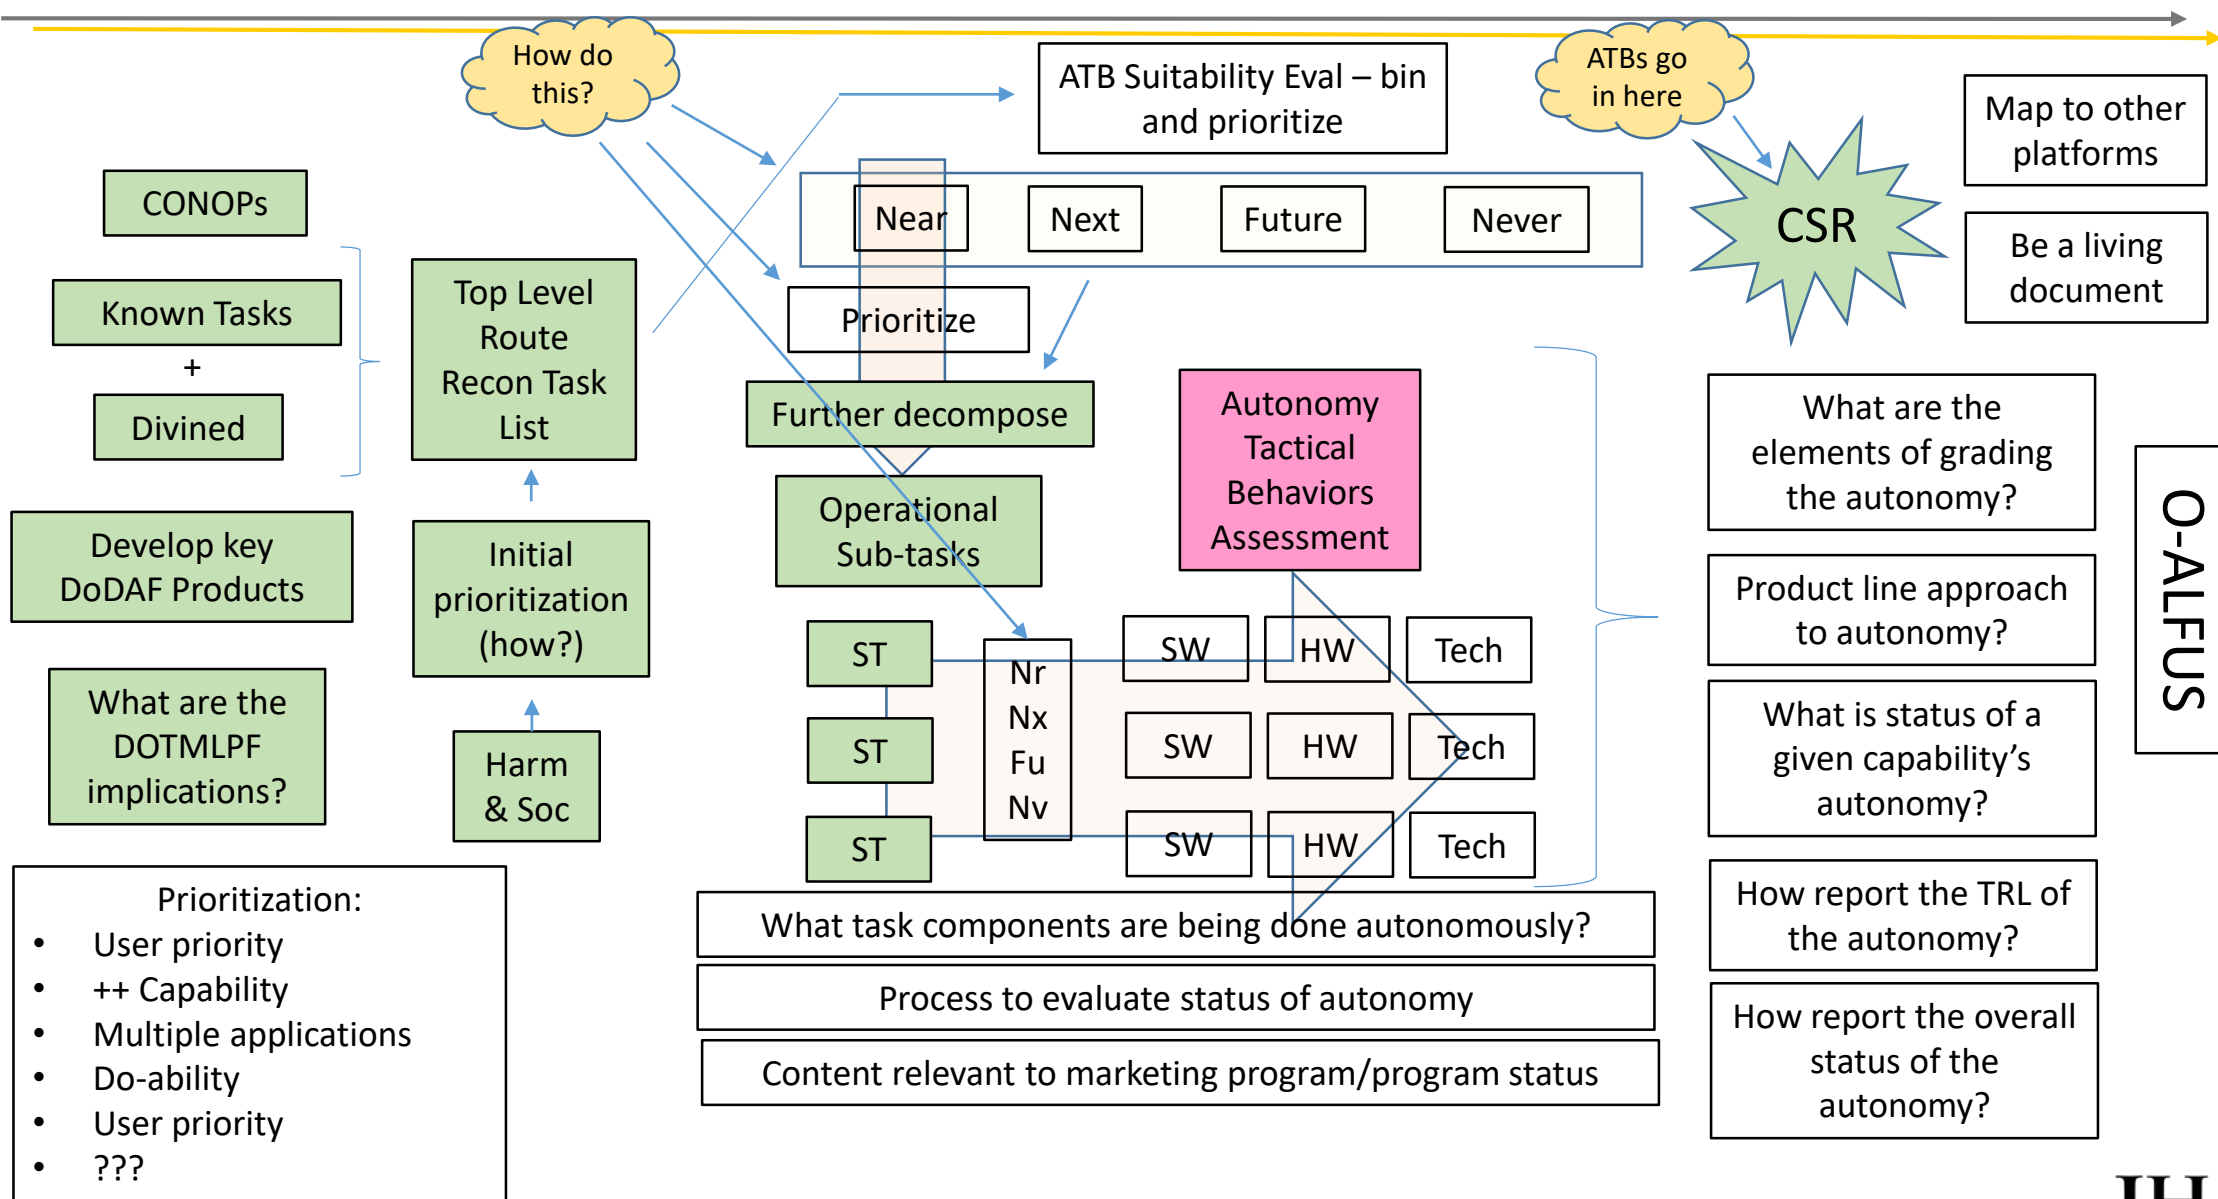 How do
this?
ATB Suitability Eval – bin
and prioritize
ATBs go
in here
Map to other
platforms
CONOPs
Near
Next
Future
Never
CSR
Be a living
document
Known Tasks
+
Divined
Top Level
Route
Recon Task
List
Prioritize
Further decompose
Operational
Sub-tasks
Autonomy
Tactical
Behaviors
Assessment
What are the
elements of grading
the autonomy?
O-ALFUS
Develop key
DoDAF Products
Initial
prioritization
(how?)
Product line approach
to autonomy?
What are the
DOTMLPF
implications?
Harm
& Soc
ST
ST
ST
Nr
Nx
Fu
Nv
SW
HW
Tech
SW
HW
Tech
SW
HW
Tech
What is status of a
given capability’s
autonomy?
Prioritization:
• User priority
• ++ Capability
• Multiple applications
• Do-ability
• User priority
• ???
What task components are being done autonomously?
Process to evaluate status of autonomy
Content relevant to marketing program/program status
How report the TRL of
the autonomy?
How report the overall
status of the
autonomy?